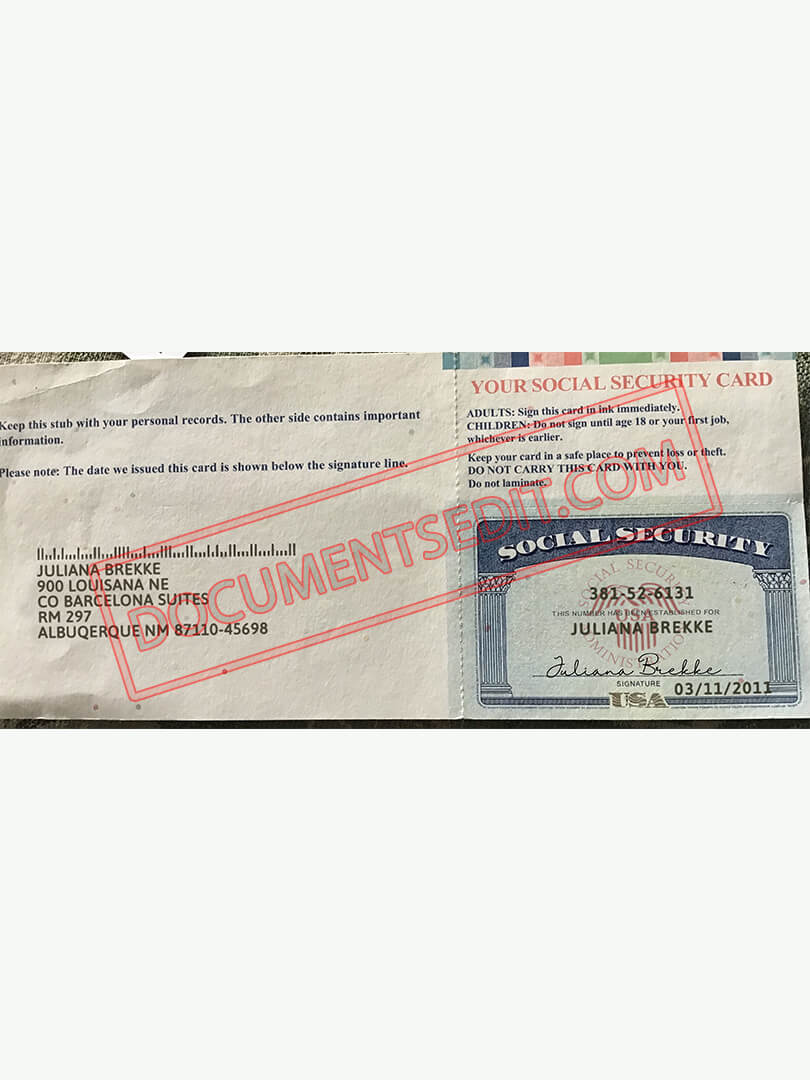 Keep this stub with your personal records. The other side contains important
information.
Please note: The date we issued this card is shown below the signature line.
JULIANA BREKKE
900 LOUISANA NE
CO BARCELONA SUITES
RM 297
ALBUQERQUE NM 87110-45698
YOUR SOCIAL SECURITY CARD
ADULTS: Sign this card in ink immediately.
CHILDREN: Do not sign until age 18 or your first job,
whichever is earlier.
Keep your card in a safe place to prevent loss or theft.
DO NOT CARRY THIS CARD WITH YOU.
Do not laminate.
SOCIAL SECURITY
381-52-6131
THIS NUMBER HAS BEEN ESTABLISHED FOR
JULIANA BREKKE
SOCIAL SECURITY ADMINISTRATION
USA
Juliana Brekke
SIGNATURE
USA 03/11/2011
DOCUMENTSEDIT.COM